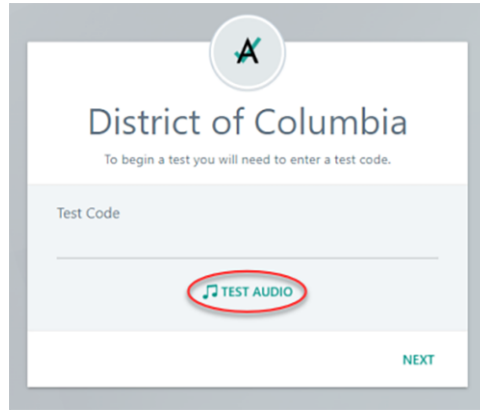 District of Columbia
To begin a test you will need to enter a test code.
Test Code
TEST AUDIO
NEXT